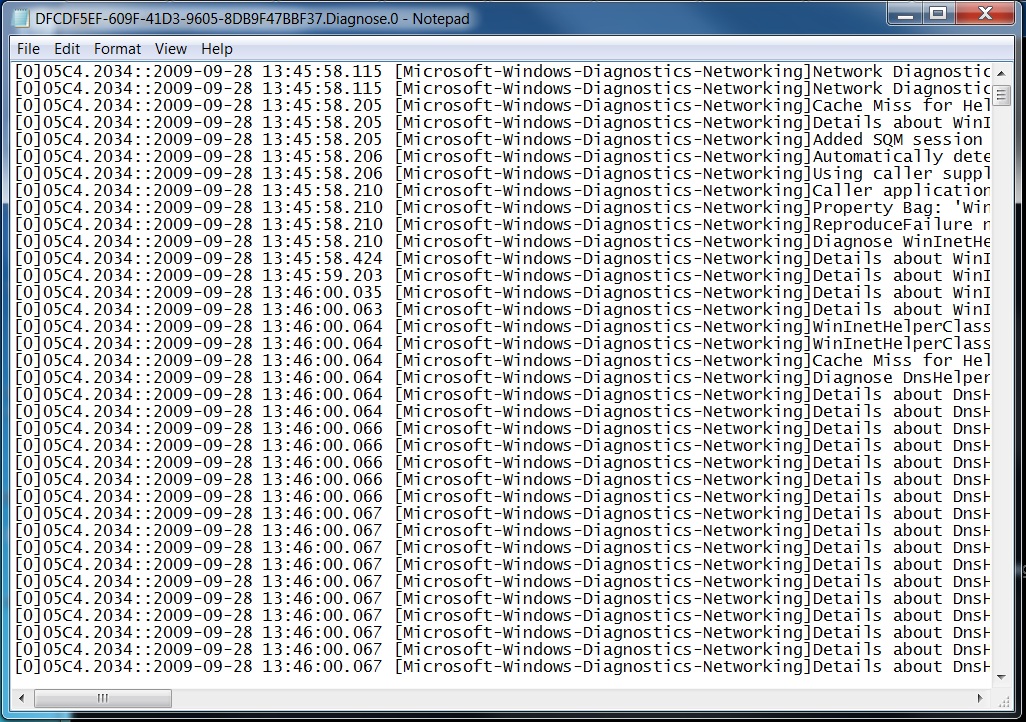 DFCDF5EF-609F-41D3-9605-8DB9F47BBF37.Diagnose.0 - Notepad
File Edit Format View Help
[0]05C4.2034::2009-09-28 13:45:58.115 [Microsoft-Windows-Diagnostics-Networking]Network Diagnostic
[0]05C4.2034::2009-09-28 13:45:58.115 [Microsoft-Windows-Diagnostics-Networking]Network Diagnostic
[0]05C4.2034::2009-09-28 13:45:58.205 [Microsoft-Windows-Diagnostics-Networking]Cache Miss for Hel
[0]05C4.2034::2009-09-28 13:45:58.205 [Microsoft-Windows-Diagnostics-Networking]Details about WinI
[0]05C4.2034::2009-09-28 13:45:58.205 [Microsoft-Windows-Diagnostics-Networking]Added SQM session
[0]05C4.2034::2009-09-28 13:45:58.206 [Microsoft-Windows-Diagnostics-Networking]Automatically dete
[0]05C4.2034::2009-09-28 13:45:58.206 [Microsoft-Windows-Diagnostics-Networking]Using caller suppl
[0]05C4.2034::2009-09-28 13:45:58.210 [Microsoft-Windows-Diagnostics-Networking]Caller application
[0]05C4.2034::2009-09-28 13:45:58.210 [Microsoft-Windows-Diagnostics-Networking]Property Bag: 'Win
[0]05C4.2034::2009-09-28 13:45:58.210 [Microsoft-Windows-Diagnostics-Networking]ReproduceFailure n
[0]05C4.2034::2009-09-28 13:45:58.210 [Microsoft-Windows-Diagnostics-Networking]Diagnose WinInetHe
[0]05C4.2034::2009-09-28 13:45:58.424 [Microsoft-Windows-Diagnostics-Networking]Details about WinI
[0]05C4.2034::2009-09-28 13:45:59.203 [Microsoft-Windows-Diagnostics-Networking]Details about WinI
[0]05C4.2034::2009-09-28 13:46:00.035 [Microsoft-Windows-Diagnostics-Networking]Details about WinI
[0]05C4.2034::2009-09-28 13:46:00.063 [Microsoft-Windows-Diagnostics-Networking]Details about WinI
[0]05C4.2034::2009-09-28 13:46:00.064 [Microsoft-Windows-Diagnostics-Networking]WinInetHelperClass
[0]05C4.2034::2009-09-28 13:46:00.064 [Microsoft-Windows-Diagnostics-Networking]WinInetHelperClass
[0]05C4.2034::2009-09-28 13:46:00.064 [Microsoft-Windows-Diagnostics-Networking]Cache Miss for Hel
[0]05C4.2034::2009-09-28 13:46:00.064 [Microsoft-Windows-Diagnostics-Networking]Diagnose DnsHelper
[0]05C4.2034::2009-09-28 13:46:00.064 [Microsoft-Windows-Diagnostics-Networking]Details about DnsH
[0]05C4.2034::2009-09-28 13:46:00.064 [Microsoft-Windows-Diagnostics-Networking]Details about DnsH
[0]05C4.2034::2009-09-28 13:46:00.066 [Microsoft-Windows-Diagnostics-Networking]Details about DnsH
[0]05C4.2034::2009-09-28 13:46:00.066 [Microsoft-Windows-Diagnostics-Networking]Details about DnsH
[0]05C4.2034::2009-09-28 13:46:00.066 [Microsoft-Windows-Diagnostics-Networking]Details about DnsH
[0]05C4.2034::2009-09-28 13:46:00.066 [Microsoft-Windows-Diagnostics-Networking]Details about DnsH
[0]05C4.2034::2009-09-28 13:46:00.066 [Microsoft-Windows-Diagnostics-Networking]Details about DnsH
[0]05C4.2034::2009-09-28 13:46:00.067 [Microsoft-Windows-Diagnostics-Networking]Details about DnsH
[0]05C4.2034::2009-09-28 13:46:00.067 [Microsoft-Windows-Diagnostics-Networking]Details about DnsH
[0]05C4.2034::2009-09-28 13:46:00.067 [Microsoft-Windows-Diagnostics-Networking]Details about DnsH
[0]05C4.2034::2009-09-28 13:46:00.067 [Microsoft-Windows-Diagnostics-Networking]Details about DnsH
[0]05C4.2034::2009-09-28 13:46:00.067 [Microsoft-Windows-Diagnostics-Networking]Details about DnsH
[0]05C4.2034::2009-09-28 13:46:00.067 [Microsoft-Windows-Diagnostics-Networking]Details about DnsH
[0]05C4.2034::2009-09-28 13:46:00.067 [Microsoft-Windows-Diagnostics-Networking]Details about DnsH
[0]05C4.2034::2009-09-28 13:46:00.067 [Microsoft-Windows-Diagnostics-Networking]Details about DnsH
[0]05C4.2034::2009-09-28 13:46:00.067 [Microsoft-Windows-Diagnostics-Networking]Details about DnsH
[0]05C4.2034::2009-09-28 13:46:00.067 [Microsoft-Windows-Diagnostics-Networking]Details about DnsH